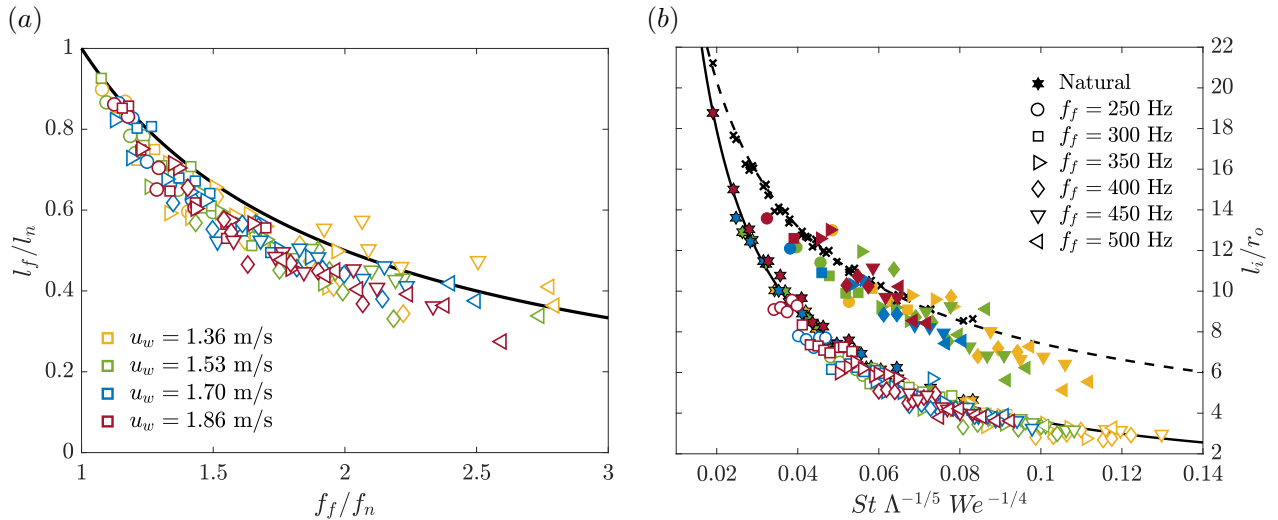 (a)
1
0.8
0.6
0.4
0.2
0
l_f/l_n
u_w = 1.36 m/s
u_w = 1.53 m/s
u_w = 1.70 m/s
u_w = 1.86 m/s
1 1.5 2 2.5 3
f_f/f_n
(b)
Natural
f_f = 250 Hz
f_f = 300 Hz
f_f = 350 Hz
f_f = 400 Hz
f_f = 450 Hz
f_f = 500 Hz
22
20
18
16
14
12
10
8
6
4
2
l_i/r_o
0.02 0.04 0.06 0.08 0.1 0.12 0.14
St Λ^{-1/5} We^{-1/4}